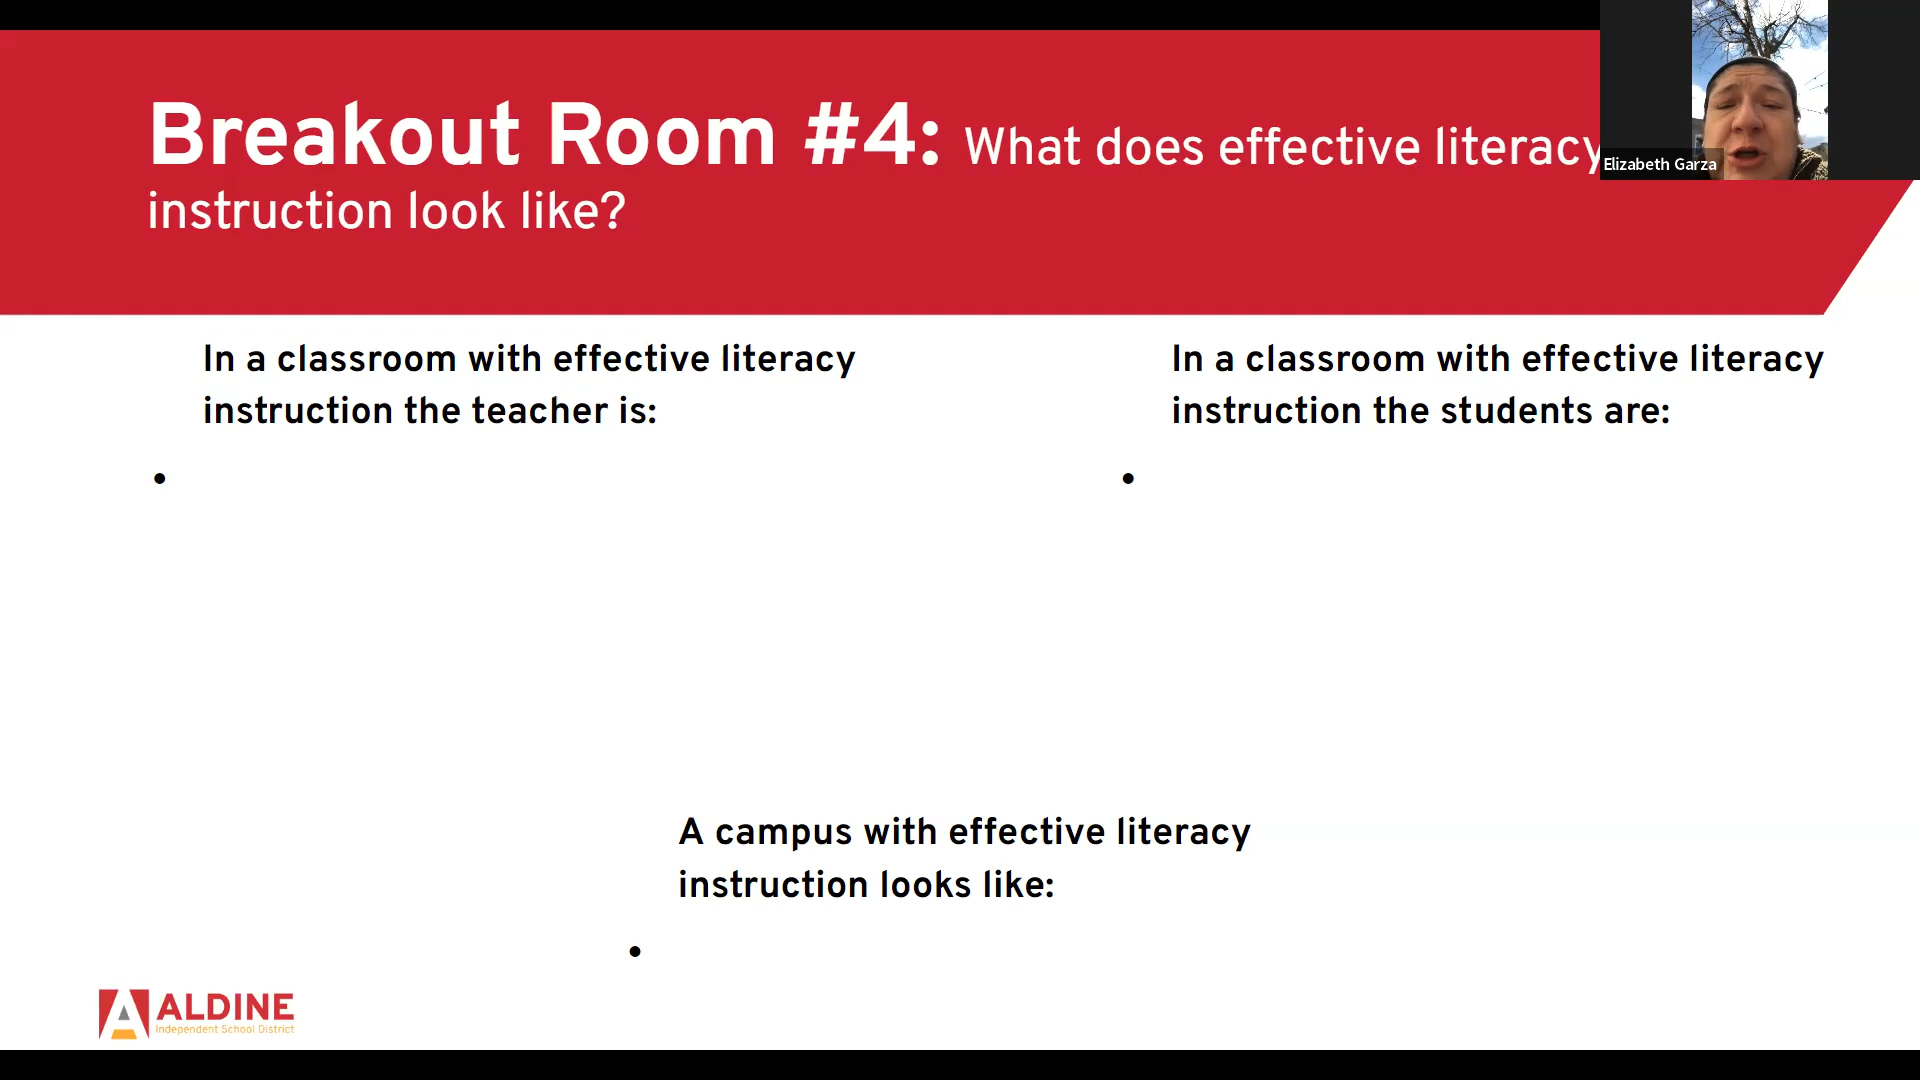 Breakout Room #4: What does effective literacy
instruction look like?
Elizabeth Garza
In a classroom with effective literacy
instruction the teacher is:
•
In a classroom with effective literacy
instruction the students are:
•
A campus with effective literacy
instruction looks like:
•
ALDINE
Independent School District